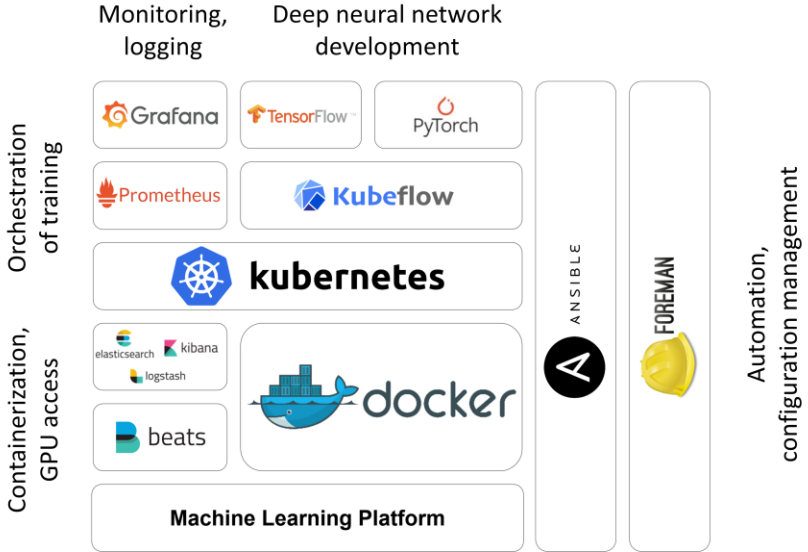 Monitoring,
logging
Deep neural network
development
Orchestration
of training
Grafana
TensorFlow™
PyTorch
Prometheus
Kubeflow
kubernetes
Containerization,
GPU access
elasticsearch
kibana
logstash
docker
beats
Machine Learning Platform
ANSIBLE
A
FOREMAN
Automation,
configuration management